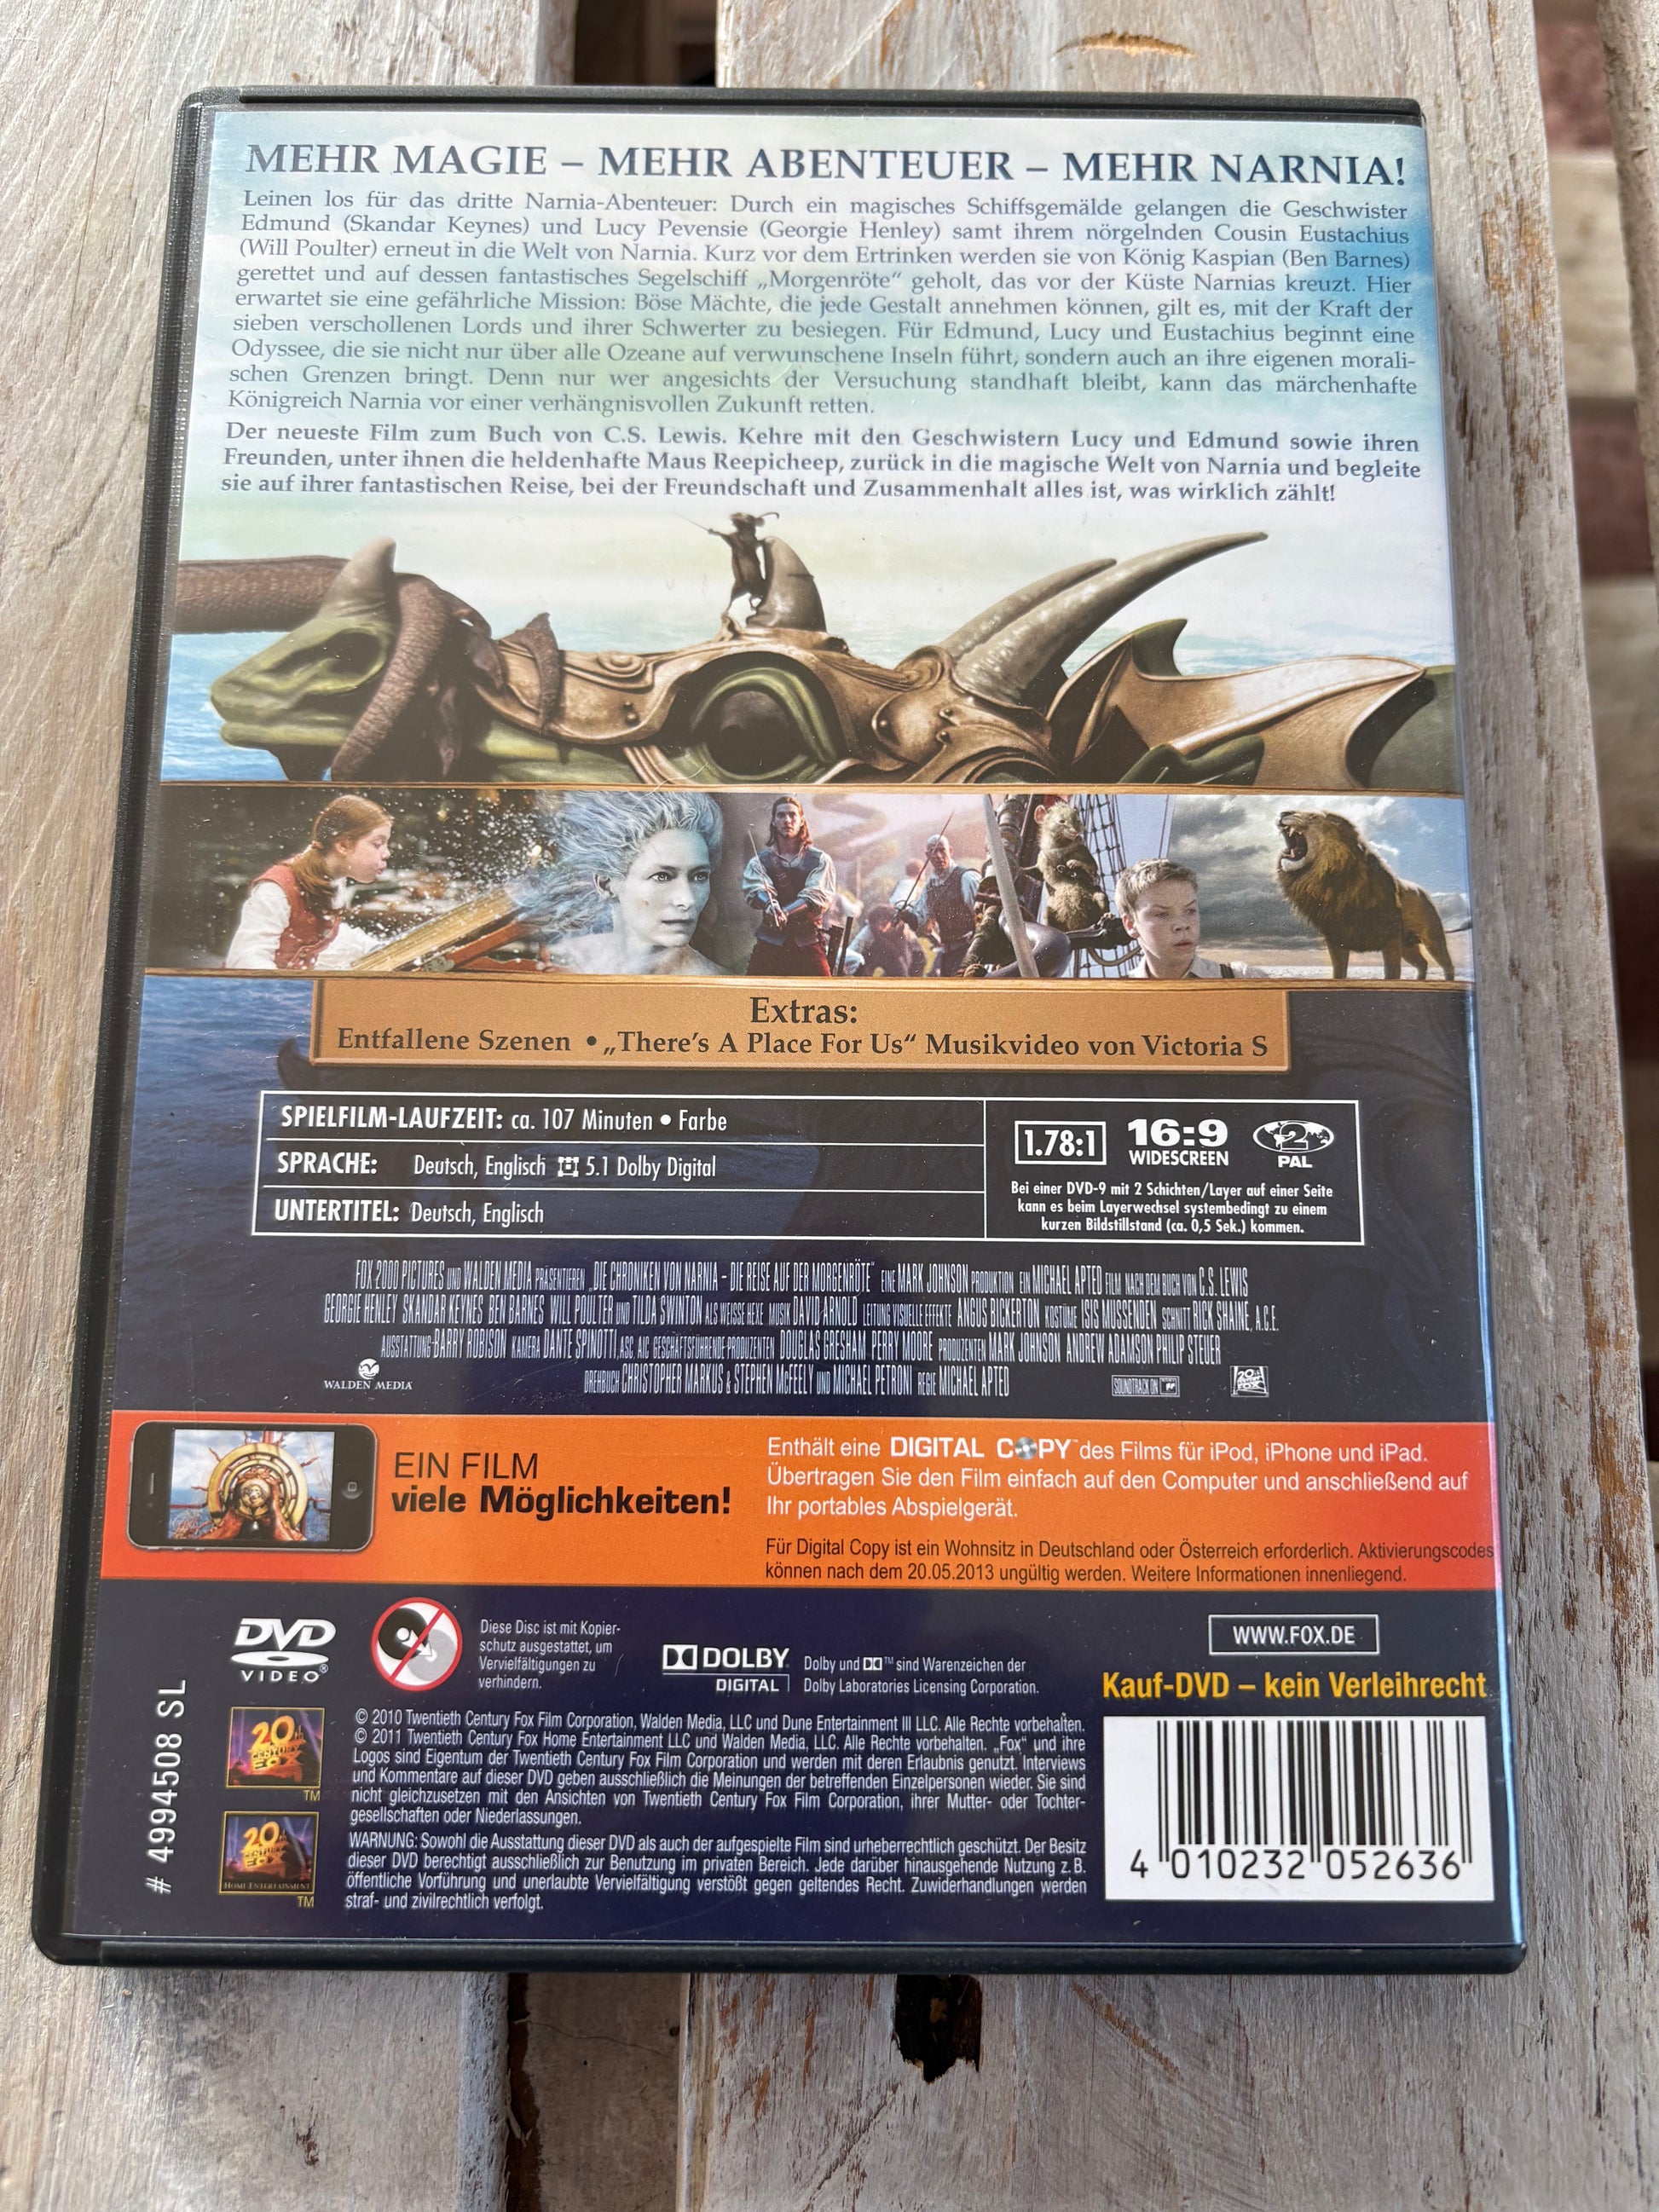 MEHR MAGIE – MEHR ABENTEUER – MEHR NARNIA!
Leinen los für das dritte Narnia-Abenteuer: Durch ein magisches Schiffsgemälde gelangen die Geschwister
Edmund (Skandar Keynes) und Lucy Pevensie (Georgie Henley) samt ihrem nörgelnden Cousin Eustachius
(Will Poulter) erneut in die Welt von Narnia. Kurz vor dem Ertrinken werden sie von König Kaspian (Ben Barnes)
gerettet und auf dessen fantastisches Segelschiff „Morgenröte“ geholt, das vor der Küste Narnias kreuzt. Hier
erwartet sie eine gefährliche Mission: Böse Mächte, die jede Gestalt annehmen können, gilt es, mit der Kraft der
sieben verschollenen Lords und ihrer Schwerter zu besiegen. Für Edmund, Lucy und Eustachius beginnt eine
Odyssee, die sie nicht nur über alle Ozeane auf verwunschene Inseln führt, sondern auch an ihre eigenen morali-
schen Grenzen bringt. Denn nur wer angesichts der Versuchung standhaft bleibt, kann das märchenhafte
Königreich Narnia vor einer verhängnisvollen Zukunft retten.
Der neueste Film zum Buch von C.S. Lewis. Kehre mit den Geschwistern Lucy und Edmund sowie ihren
Freunden, unter ihnen die heldenhafte Maus Reepicheep, zurück in die magische Welt von Narnia und begleite
sie auf ihrer fantastischen Reise, bei der Freundschaft und Zusammenhalt alles ist, was wirklich zählt!
Extras:
Entfallene Szenen • „There's A Place For Us“ Musikvideo von Victoria S
SPIELFILM-LAUFZEIT: ca. 107 Minuten • Farbe
SPRACHE: Deutsch, Englisch 5.1 Dolby Digital
UNTERTITEL: Deutsch, Englisch
1.78:1
16:9
WIDESCREEN
2
PAL
Bei einer DVD-9 mit 2 Schichten/Layer auf einer Seite
kann es beim Layerwechsel systembedingt zu einem
kurzen Bildstillstand (ca. 0,5 Sek.) kommen.
FOX 2000 PICTURES UND WALDEN MEDIA PRÄSENTIEREN „DIE CHRONIKEN VON NARNIA – DIE REISE AUF DER MORGENRÖTE“ EINE MARK JOHNSON PRODUKTION EIN MICHAEL APTED FILM NACH DEM BUCH VON C.S. LEWIS
GEORGIE HENLEY SKANDAR KEYNES BEN BARNES WILL POULTER UND TILDA SWINTON ALS WEISSE HEXE MUSIK DAVID ARNOLD LEITUNG VISUELLE EFFEKTE ANGUS BICKERTON KOSTÜME ISIS MUSSENDEN SCHNITT RICK SHAINE, A.C.E.
AUSSTATTUNG BARRY ROBISON KAMERA DANTE SPINOTTI, ASC, AIC GESCHÄFTSFÜHRENDE PRODUZENTEN DOUGLAS GRESHAM PERRY MOORE PRODUZENTEN MARK JOHNSON ANDREW ADAMSON PHILIP STEUER
DREHBUCH CHRISTOPHER MARKUS & STEPHEN McFEELY UND MICHAEL PETRONI REGIE MICHAEL APTED
WALDEN MEDIA
SOUNDTRACK ON
20th CENTURY FOX
EIN FILM
viele Möglichkeiten!
Enthält eine DIGITAL COPY™ des Films für iPod, iPhone und iPad.
Übertragen Sie den Film einfach auf den Computer und anschließend auf
Ihr portables Abspielgerät.
Für Digital Copy ist ein Wohnsitz in Deutschland oder Österreich erforderlich. Aktivierungscodes
können nach dem 20.05.2013 ungültig werden. Weitere Informationen innenliegend.
DVD
VIDEO®
Diese Disc ist mit Kopier-
schutz ausgestattet, um
Vervielfältigungen zu
verhindern.
DOLBY
DIGITAL
Dolby und ™ sind Warenzeichen der
Dolby Laboratories Licensing Corporation.
WWW.FOX.DE
Kauf-DVD – kein Verleihrecht
# 4994508 SL
20th CENTURY FOX
TM
20th CENTURY FOX
HOME ENTERTAINMENT
TM
© 2010 Twentieth Century Fox Film Corporation, Walden Media, LLC und Dune Entertainment III LLC. Alle Rechte vorbehalten.
© 2011 Twentieth Century Fox Home Entertainment LLC und Walden Media, LLC. Alle Rechte vorbehalten. „Fox“ und ihre
Logos sind Eigentum der Twentieth Century Fox Film Corporation und werden mit deren Erlaubnis genutzt. Interviews
und Kommentare auf dieser DVD geben ausschließlich die Meinungen der betreffenden Einzelpersonen wieder. Sie sind
nicht gleichzusetzen mit den Ansichten von Twentieth Century Fox Film Corporation, ihrer Mutter- oder Tochter-
gesellschaften oder Niederlassungen.
WARNUNG: Sowohl die Ausstattung dieser DVD als auch der aufgespielte Film sind urheberrechtlich geschützt. Der Besitz
dieser DVD berechtigt ausschließlich zur Benutzung im privaten Bereich. Jede darüber hinausgehende Nutzung z.B.
öffentliche Vorführung und unerlaubte Vervielfältigung verstößt gegen geltendes Recht. Zuwiderhandlungen werden
straf- und zivilrechtlich verfolgt.
4 010232 052636